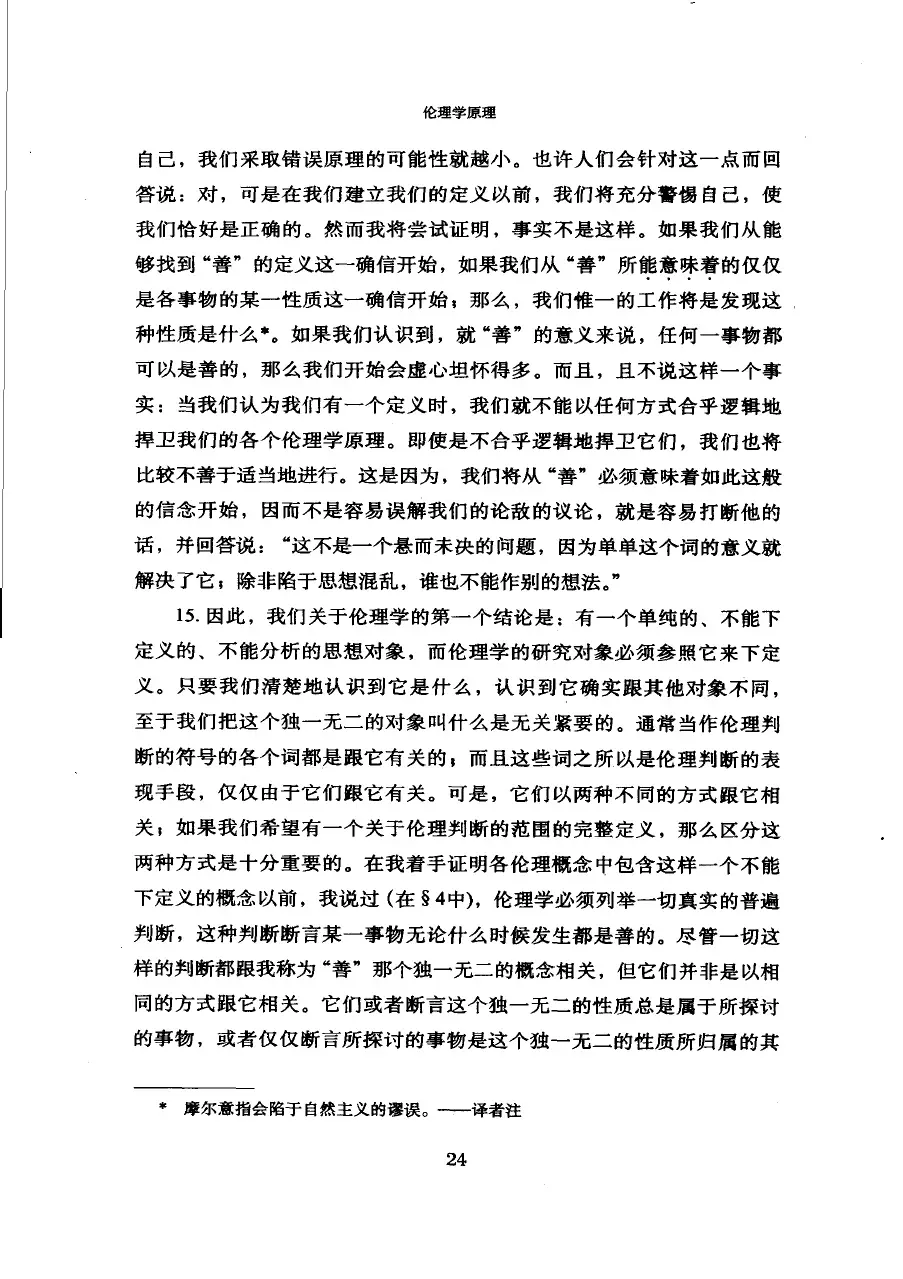 伦理学原理
自己，我们采取错误原理的可能性就越小。也许人们会针对这一点而回
答说：对，可是在我们建立我们的定义以前，我们将充分警惕自己，使
我们恰好是正确的。然而我将尝试证明，事实不是这样。如果我们从能
够找到“善”的定义这一确信开始，如果我们从“善”所能意味着的仅仅
是各事物的某一性质这一确信开始；那么，我们惟一的工作将是发现这
种性质是什么*。如果我们认识到，就“善”的意义来说，任何一事物都
可以是善的，那么我们开始会虚心坦怀得多。而且，且不说这样一个事
实：当我们认为我们有一个定义时，我们就不能以任何方式合乎逻辑地
捍卫我们的各个伦理学原理。即使是不合乎逻辑地捍卫它们，我们也将
比较不善于适当地进行。这是因为，我们将从“善”必须意味着如此这般
的信念开始，因而不是容易误解我们的论敌的议论，就是容易打断他的
话，并回答说：“这不是一个悬而未决的问题，因为单单这个词的意义就
解决了它；除非陷于思想混乱，谁也不能作别的想法。”
15. 因此，我们关于伦理学的第一个结论是：有一个单纯的、不能下
定义的、不能分析的思想对象，而伦理学的研究对象必须参照它来下定
义。只要我们清楚地认识到它是什么，认识到它确实跟其他对象不同，
至于我们把这个独一无二的对象叫什么是无关紧要的。通常当作伦理判
断的符号的各个词都是跟它有关的；而且这些词之所以是伦理判断的表
现手段，仅仅由于它们跟它有关。可是，它们以两种不同的方式跟它相
关；如果我们希望有一个关于伦理判断的范围的完整定义，那么区分这
两种方式是十分重要的。在我着手证明各伦理概念中包含这样一个不能
下定义的概念以前，我说过（在§4中），伦理学必须列举一切真实的普遍
判断，这种判断断言某一事物无论什么时候发生都是善的。尽管一切这
样的判断都跟我称为“善”那个独一无二的概念相关，但它们并非是以相
同的方式跟它相关。它们或者断言这个独一无二的性质总是属于所探讨
的事物，或者仅仅断言所探讨的事物是这个独一无二的性质所归属的其
* 摩尔意指会陷于自然主义的谬误。——译者注
24